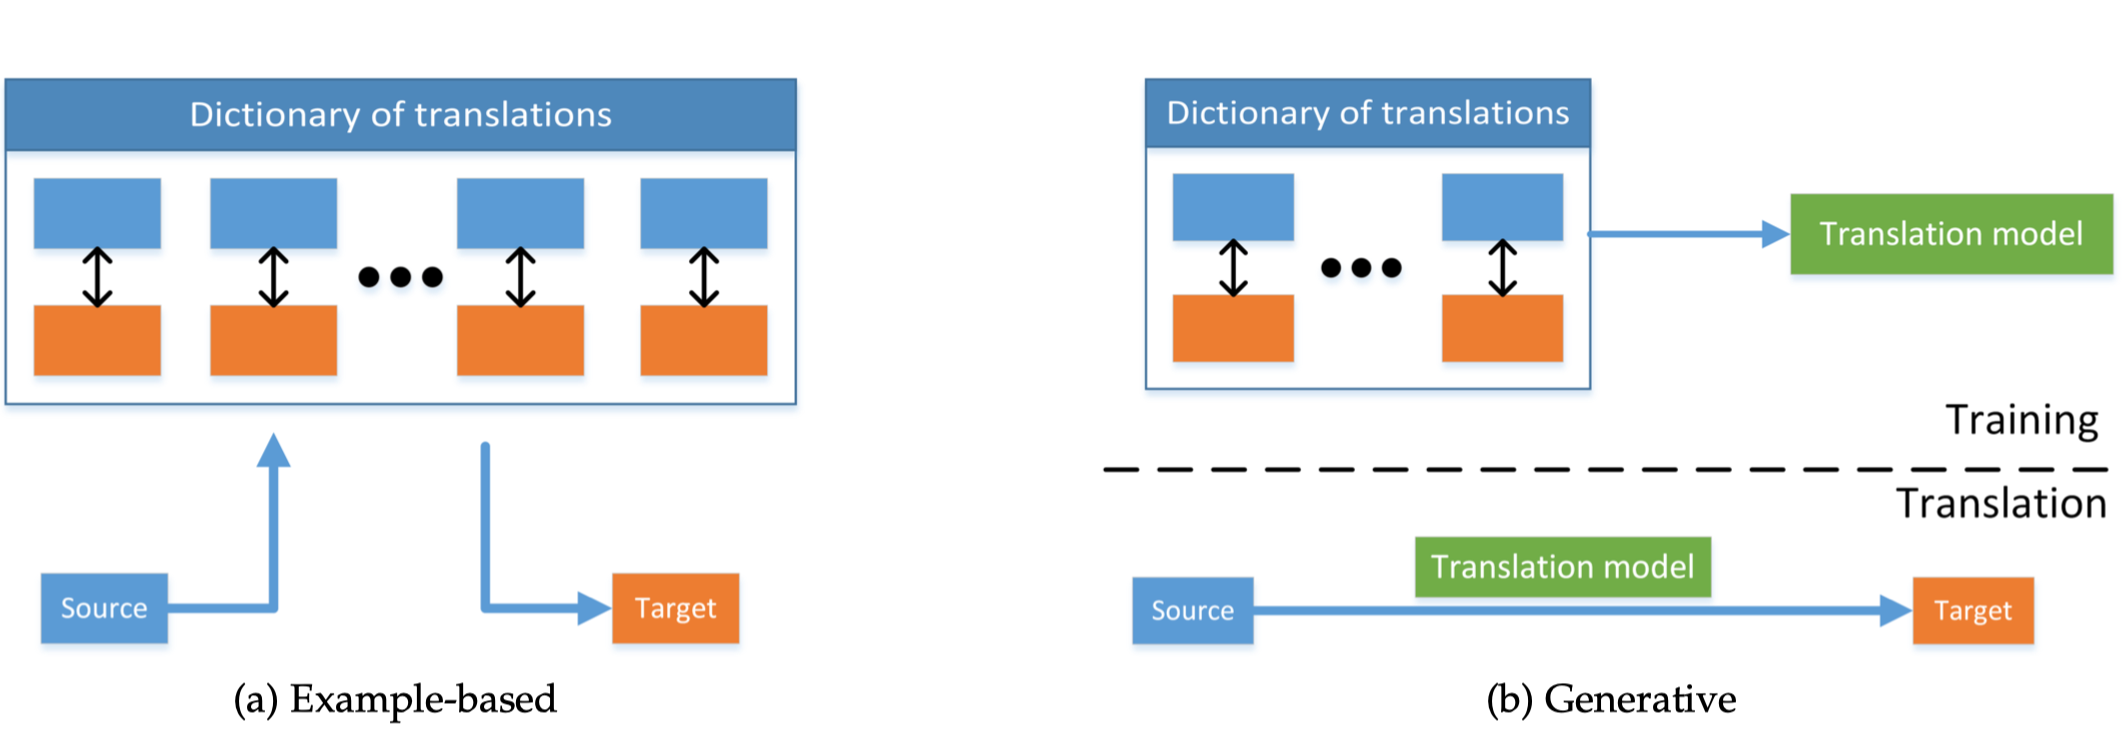 Dictionary of translations
Source
Target
(a) Example-based
Dictionary of translations
Translation model
Training
Translation
Translation model
Source
Target
(b) Generative